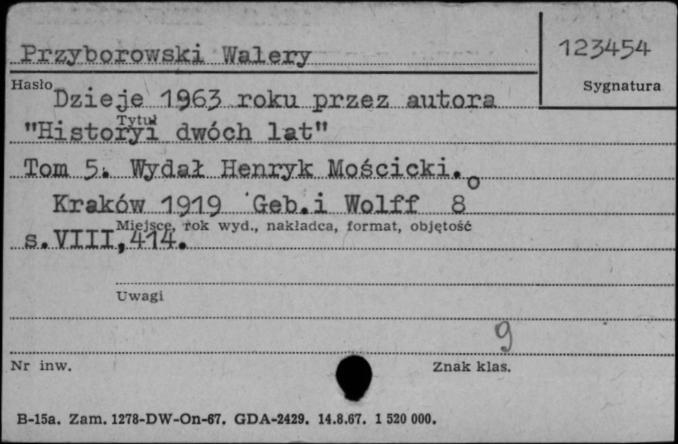 Przyborowski Walery
123454
Sygnatura
Hasło
Dzieje 1963 roku przez autora
Tytuł
"Historyi dwóch lat"
Tom 5. Wydał Henryk Mościcki.
Kraków 1919 Geb.i Wolff 8o
Miejsce, rok wyd., nakładca, format, objętość
s.VIII,414.
Uwagi
9
Nr inw.
Znak klas.
B-15a. Zam. 1278-DW-On-67. GDA-2429. 14.8.67. 1 520 000.